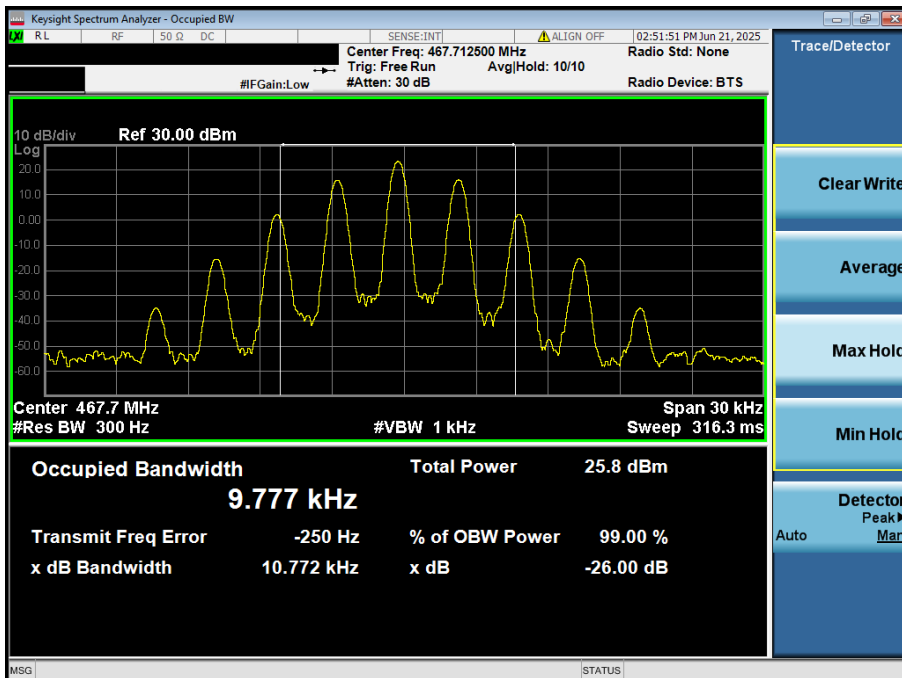 Keysight Spectrum Analyzer - Occupied BW
LXI RL RF 50 Ω DC SENSE:INT ALIGN OFF 02:51:51 PM Jun 21, 2025
Center Freq: 467.712500 MHz Radio Std: None
Trig: Free Run Avg|Hold: 10/10
#IFGain:Low #Atten: 30 dB Radio Device: BTS
Trace/Detector
10 dB/div Ref 30.00 dBm
Log
20.0
10.0
0.00
-10.0
-20.0
-30.0
-40.0
-50.0
-60.0
Center 467.7 MHz Span 30 kHz
#Res BW 300 Hz #VBW 1 kHz Sweep 316.3 ms
Occupied Bandwidth Total Power 25.8 dBm
9.777 kHz
Transmit Freq Error -250 Hz % of OBW Power 99.00 %
x dB Bandwidth 10.772 kHz x dB -26.00 dB
Clear Write
Average
Max Hold
Min Hold
Detector
Peak
Auto Man
MSG STATUS